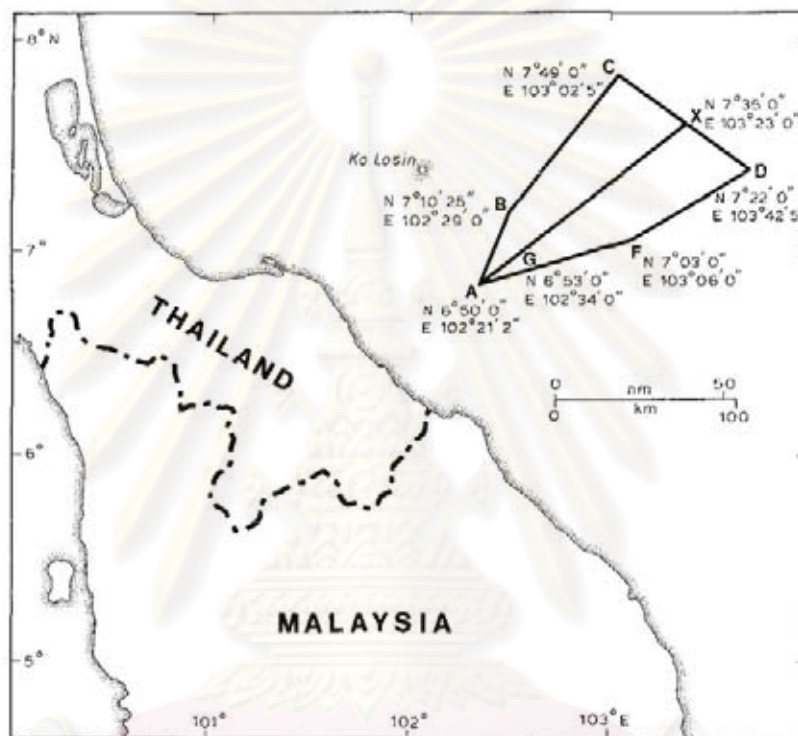 8°N
C
N 7°49'0"
E 103°02'5"
X
N 7°35'0"
E 103°23'0"
Ko Losin
D
B
N 7°10'25"
E 102°29'0"
N 7°22'0"
E 103°42'5
7°
F
N 7°03'0"
E 103°06'0"
G
A
N 6°53'0"
E 102°34'0"
N 6°50'0"
E 102°21'2"
THAILAND
0 nm 50
0 km 100
6°
MALAYSIA
5°
101°
102°
103°E